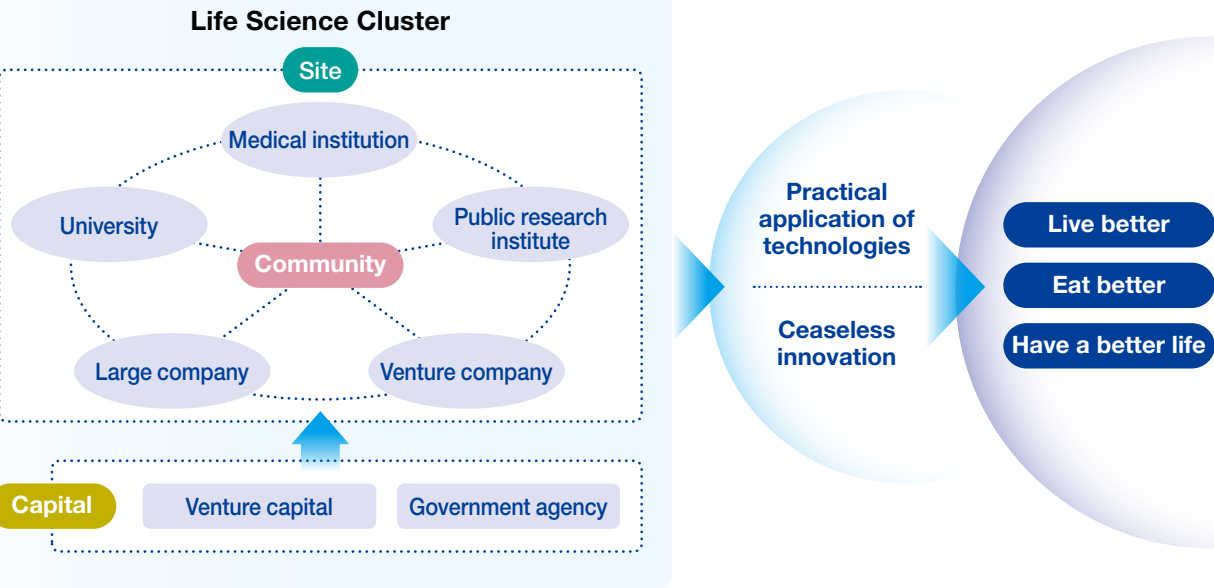 Life Science Cluster
Site
Medical institution
University
Public research
institute
Community
Large company
Venture company
Capital
Venture capital
Government agency
Practical
application of
technologies
Ceaseless
innovation
Live better
Eat better
Have a better life